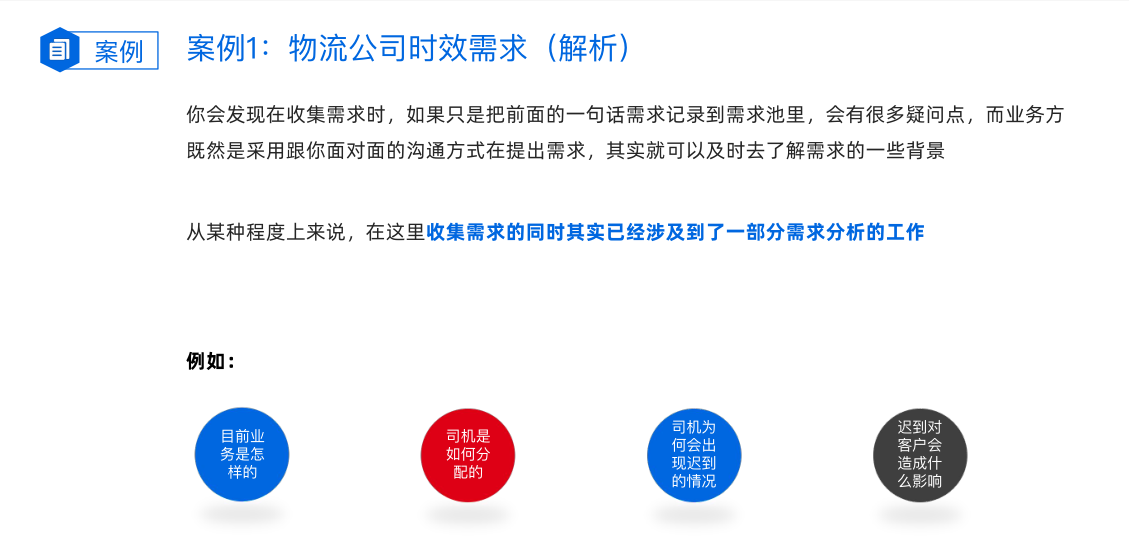 案例
案例1：物流公司时效需求（解析）
你会发现在收集需求时，如果只是把前面的一句话需求记录到需求池里，会有很多疑问点，而业务方
既然是采用跟你面对面的沟通方式在提出需求，其实就可以及时去了解需求的一些背景
从某种程度上来说，在这里收集需求的同时其实已经涉及到了一部分需求分析的工作
例如：
目前业
务是怎
样的
司机是
如何分
配的
司机为
何会出
现迟到
的情况
迟到对
客户会
造成什
么影响